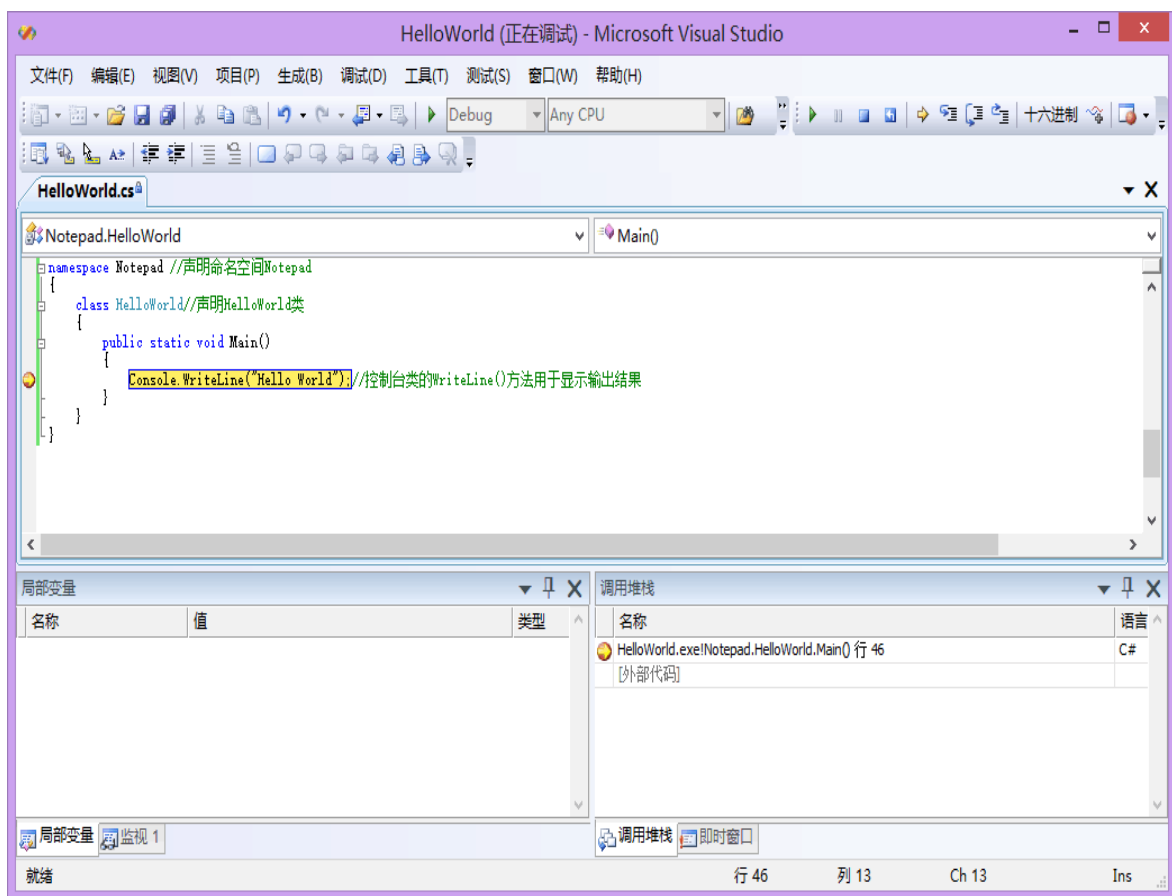 HelloWorld (正在调试) - Microsoft Visual Studio
文件(F) 编辑(E) 视图(V) 项目(P) 生成(B) 调试(D) 工具(T) 测试(S) 窗口(W) 帮助(H)
Debug Any CPU 十六进制
HelloWorld.cs
Notepad.HelloWorld Main()
namespace Notepad //声明命名空间Notepad
{
class HelloWorld//声明HelloWorld类
{
public static void Main()
{
Console.WriteLine("Hello World");//控制台类的WriteLine()方法用于显示输出结果
}
}
}
局部变量 调用堆栈
名称 值 类型 名称 语言
HelloWorld.exe!Notepad.HelloWorld.Main() 行 46 C#
[外部代码]
局部变量 监视 1 调用堆栈 即时窗口
就绪 行 46 列 13 Ch 13 Ins